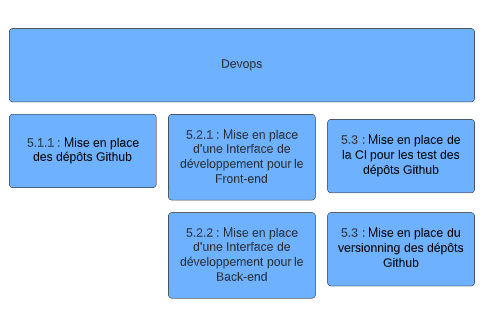 Devops
5.1.1 : Mise en place
des dépôts Github
5.2.1 : Mise en place
d'une Interface de
développement pour le
Front-end
5.3 : Mise en place de
la CI pour les test des
dépôts Github
5.2.2 : Mise en place
d'une Interface de
développement pour le
Back-end
5.3 : Mise en place du
versionning des dépôts
Github